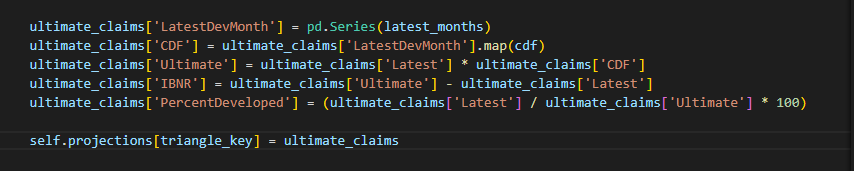 ultimate_claims['LatestDevMonth'] = pd.Series(latest_months)
ultimate_claims['CDF'] = ultimate_claims['LatestDevMonth'].map(cdf)
ultimate_claims['Ultimate'] = ultimate_claims['Latest'] * ultimate_claims['CDF']
ultimate_claims['IBNR'] = ultimate_claims['Ultimate'] - ultimate_claims['Latest']
ultimate_claims['PercentDeveloped'] = (ultimate_claims['Latest'] / ultimate_claims['Ultimate'] * 100)
self.projections[triangle_key] = ultimate_claims